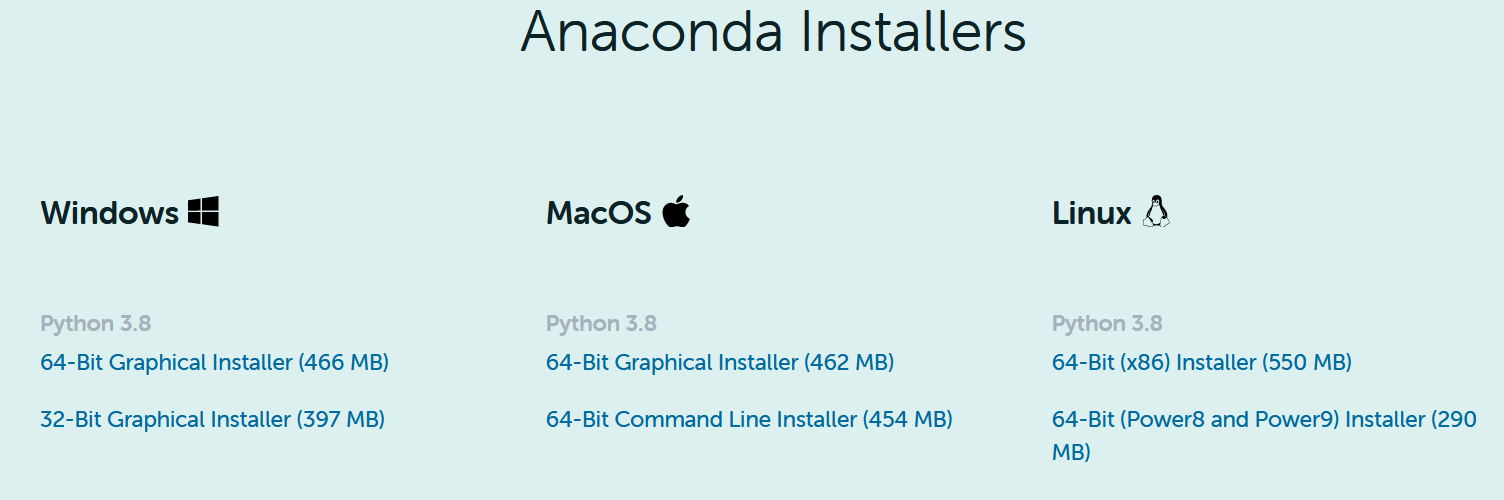 Anaconda Installers
Windows
Python 3.8
64-Bit Graphical Installer (466 MB)
32-Bit Graphical Installer (397 MB)
MacOS
Python 3.8
64-Bit Graphical Installer (462 MB)
64-Bit Command Line Installer (454 MB)
Linux
Python 3.8
64-Bit (x86) Installer (550 MB)
64-Bit (Power8 and Power9) Installer (290
MB)